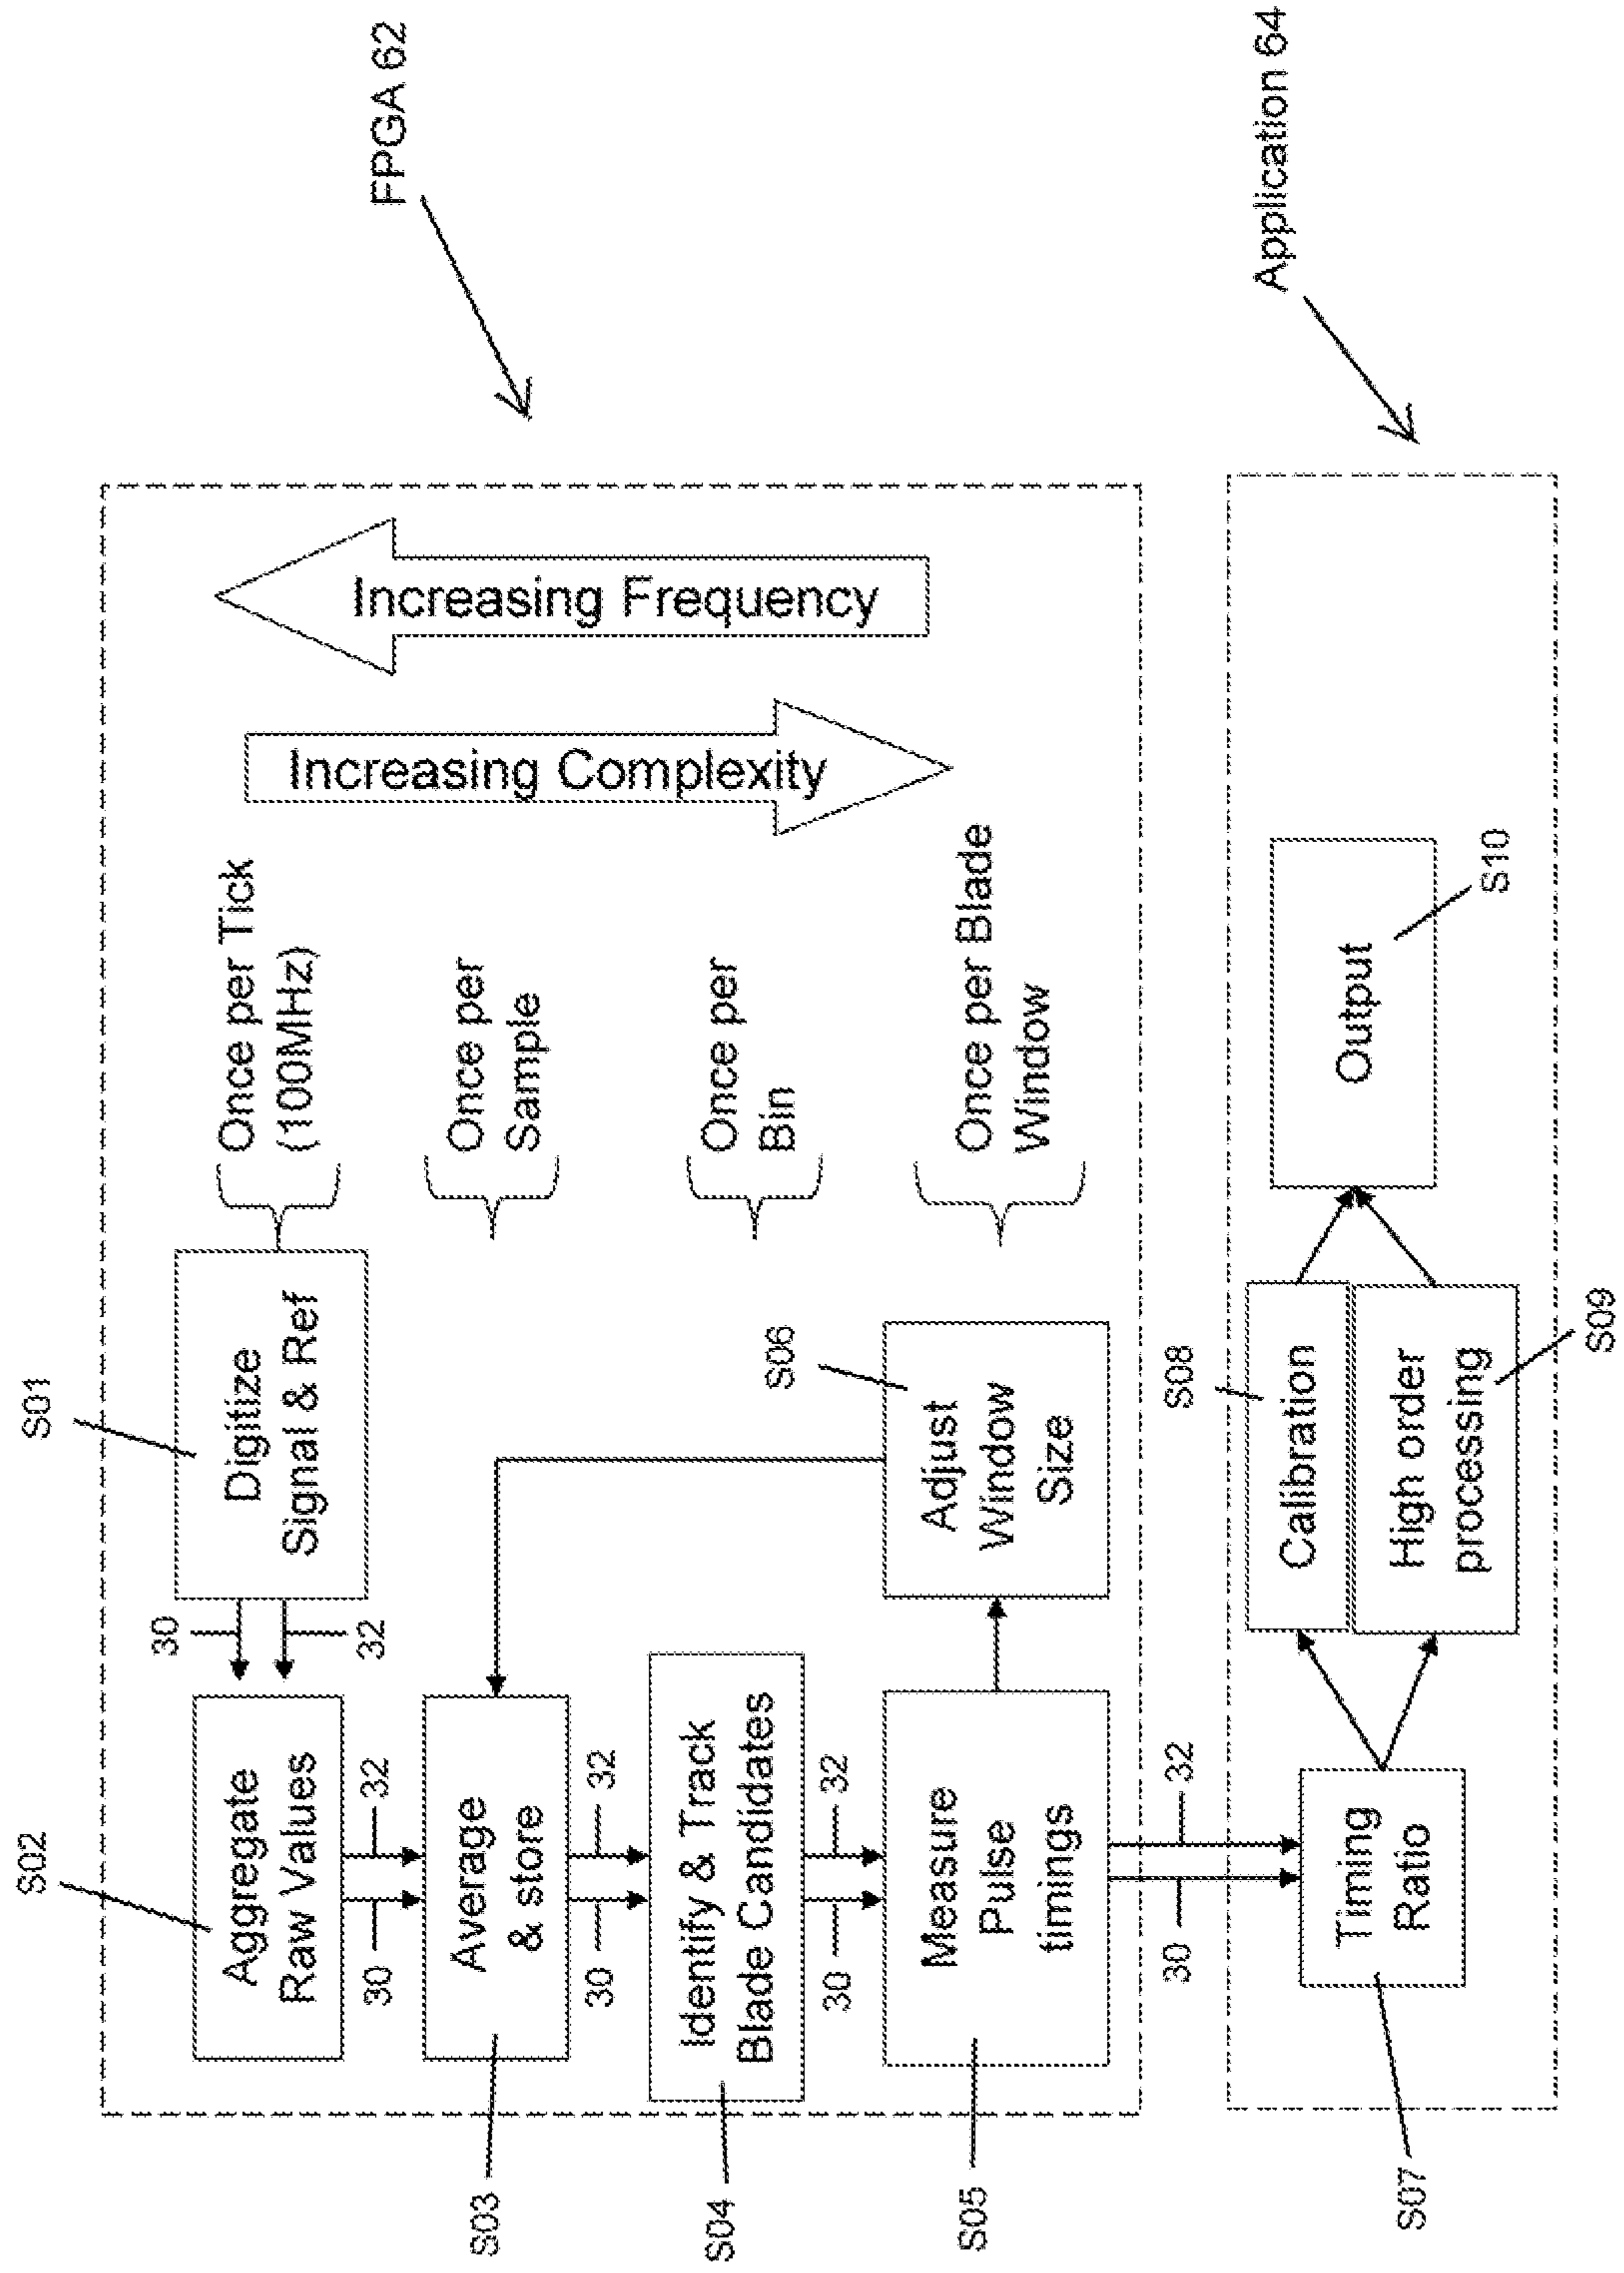 S02
Aggregate
Raw Values
30
32
S01
Digitize
Signal & Ref
Once per Tick
(100MHz)
Increasing Complexity
Increasing Frequency
FPGA 62
30
32
S03
Average
& store
Once per
Sample
30
32
S04
Identify & Track
Blade Candidates
Once per
Bin
30
32
S05
Measure
Pulse
timings
S06
Adjust
Window
Size
Once per Blade
Window
30
32
S07
Timing
Ratio
S08
Calibration
High order
processing
S09
Output
S10
Application 64